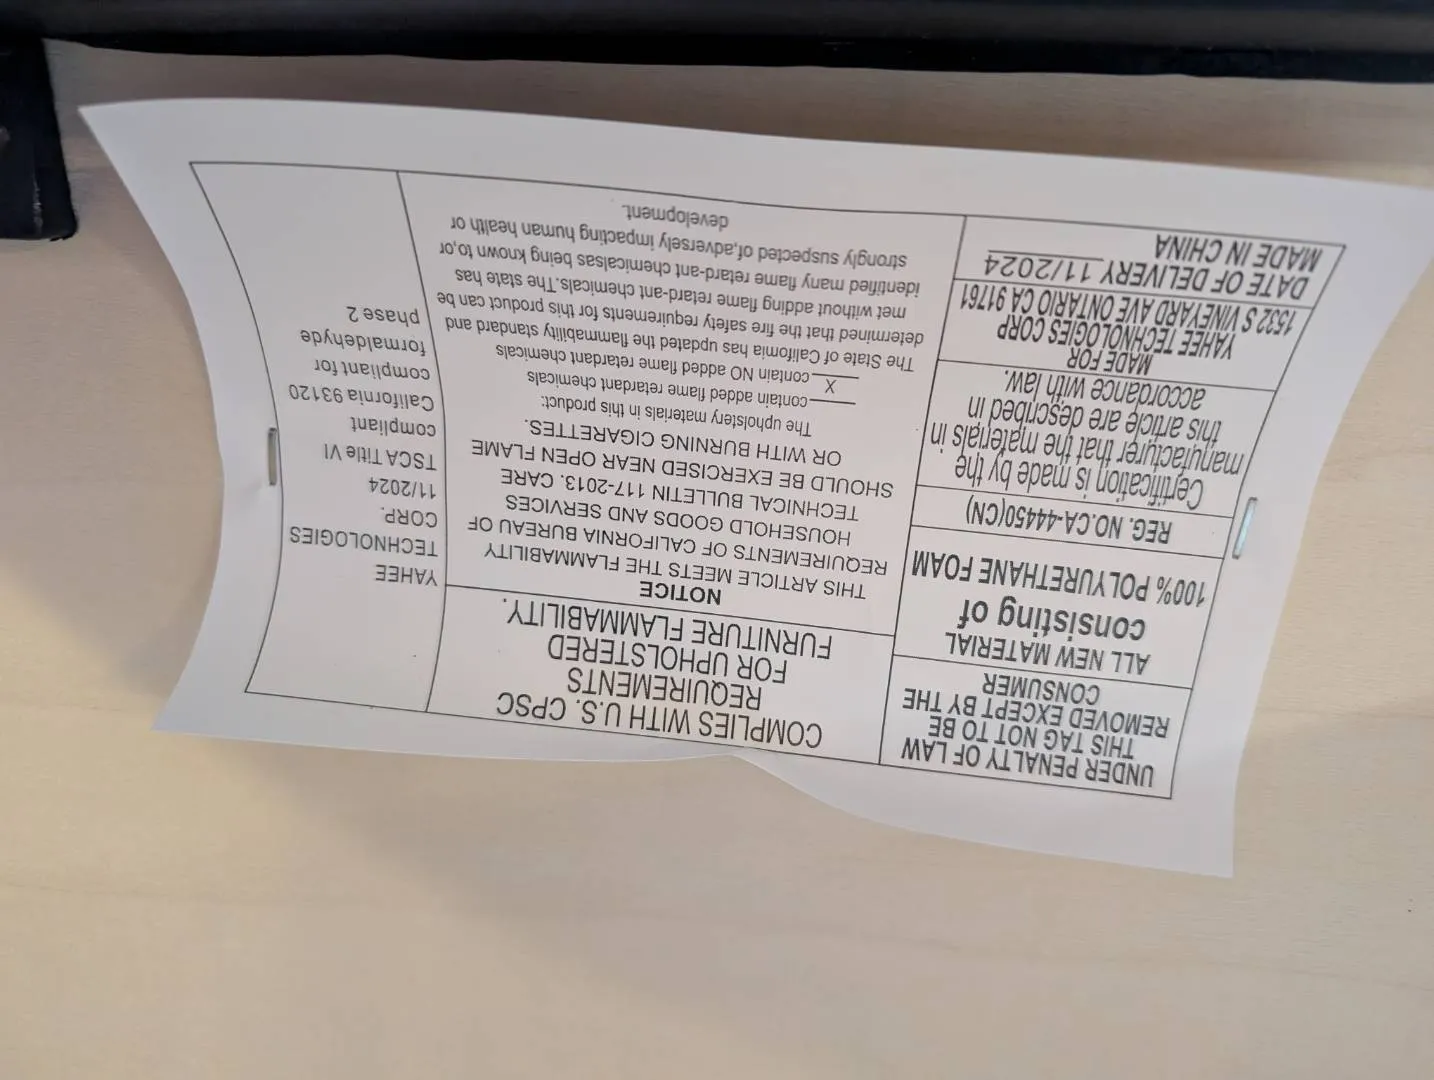 UNDER PENALTY OF LAW
THIS TAG NOT TO BE
REMOVED EXCEPT BY THE
CONSUMER
ALL NEW MATERIAL
consisting of
100% POLYURETHANE FOAM
REG. NO.CA-44450(CN)
Certification is made by the
manufacturer that the materials in
this article are described in
accordance with law.
MADE FOR
YAHEE TECHNOLOGIES CORP
1532 S VINEYARD AVE ONTARIO CA 91761
DATE OF DELIVERY 11/2024
MADE IN CHINA
COMPLIES WITH U.S. CPSC
REQUIREMENTS
FOR UPHOLSTERED
FURNITURE FLAMMABILITY.
NOTICE
THIS ARTICLE MEETS THE FLAMMABILITY
REQUIREMENTS OF CALIFORNIA BUREAU OF
HOUSEHOLD GOODS AND SERVICES
TECHNICAL BULLETIN 117-2013. CARE
SHOULD BE EXERCISED NEAR OPEN FLAME
OR WITH BURNING CIGARETTES.
The upholstery materials in this product:
____contain added flame retardant chemicals
__X__contain NO added flame retardant chemicals
The State of California has updated the flammability standard and
determined that the fire safety requirements for this product can be
met without adding flame retard-ant chemicals.The state has
identified many flame retard-ant chemicalsas being known to,or
strongly suspected of,adversely impacting human health or
development.
YAHEE
TECHNOLOGIES
CORP.
11/2024
TSCA Title VI
compliant
California 93120
compliant for
formaldehyde
phase 2